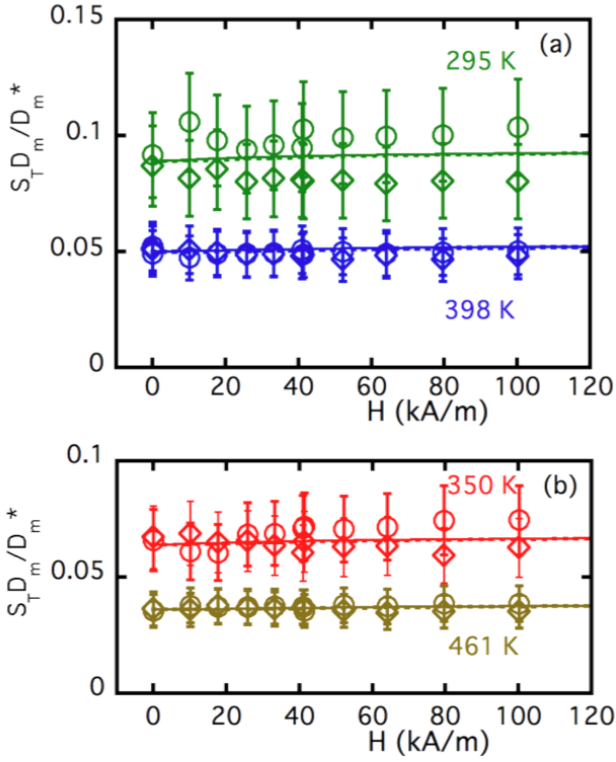 0.15
(a)
295 K
0.1
S_T D_m/D_m*
0.05
398 K
0
0 20 40 60 80 100 120
H (kA/m)
0.1
350 K (b)
S_T D_m/D_m*
0.05
461 K
0
0 20 40 60 80 100 120
H (kA/m)